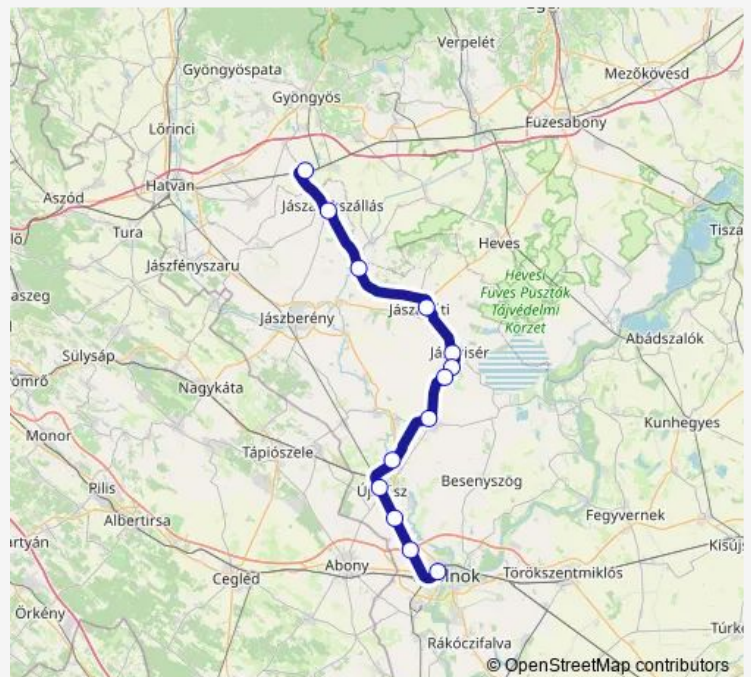 Verpelét
Gyöngyöspata
Mezőkövesd
Gyöngyös
Lőrinci
Füzesabony
Hatvan
Aszód
Tura
Heves
Jászfényszaru
Hevesi
Füves Puszták
Tájvédelmi
Körzet
Jászberény
Abádszalók
Sülysáp
Nagykáta
Kunhegyes
Monor
Tápiószele
Besenyszög
Pilis
Albertirsa
Fegyvernek
Abony
Cegléd
Törökszentmiklós
Örkény
Rákóczifalva
© OpenStreetMap contributors